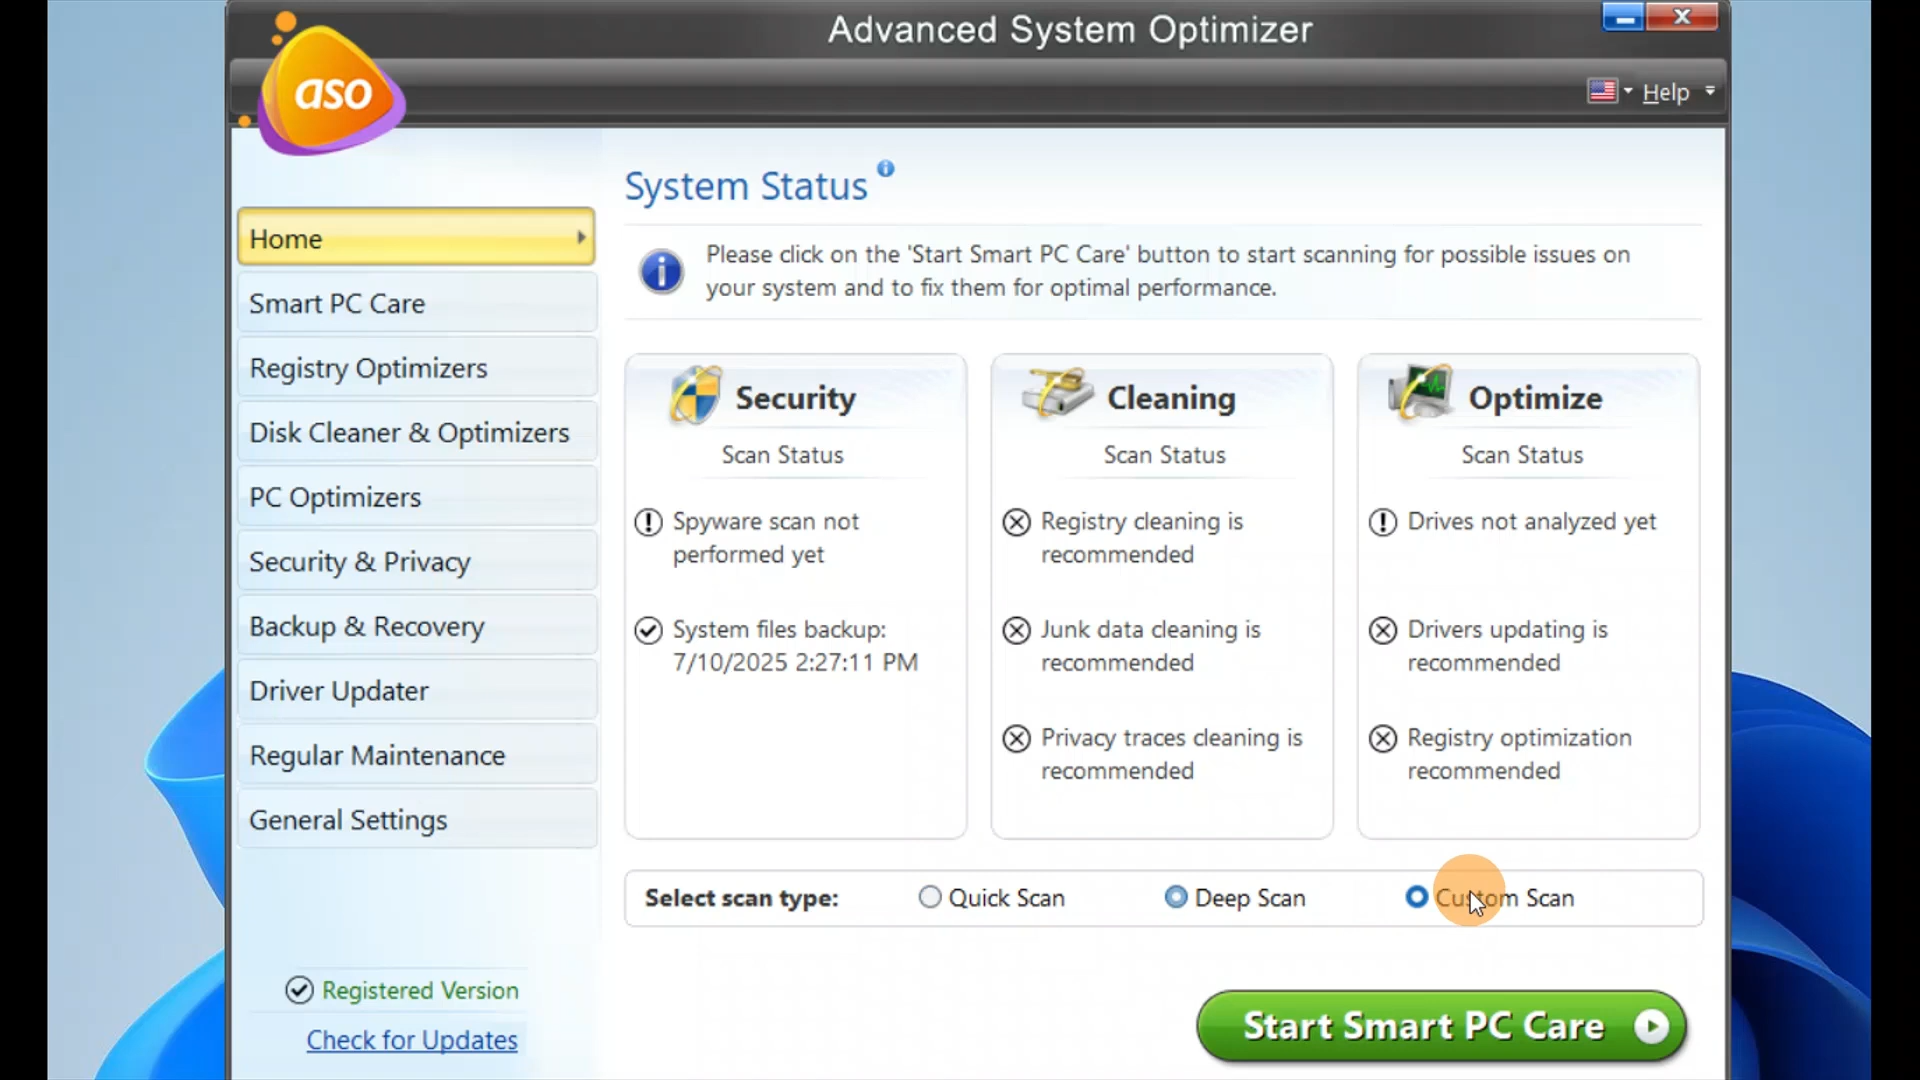 Advanced System Optimizer
aso
Help
System Status
Please click on the 'Start Smart PC Care' button to start scanning for possible issues on
your system and to fix them for optimal performance.
Home
Smart PC Care
Registry Optimizers
Disk Cleaner & Optimizers
PC Optimizers
Security & Privacy
Backup & Recovery
Driver Updater
Regular Maintenance
General Settings
Registered Version
Check for Updates
Security
Scan Status
Spyware scan not
performed yet
System files backup:
7/10/2025 2:27:11 PM
Cleaning
Scan Status
Registry cleaning is
recommended
Junk data cleaning is
recommended
Privacy traces cleaning is
recommended
Optimize
Scan Status
Drives not analyzed yet
Drivers updating is
recommended
Registry optimization
recommended
Select scan type: Quick Scan Deep Scan Custom Scan
Start Smart PC Care